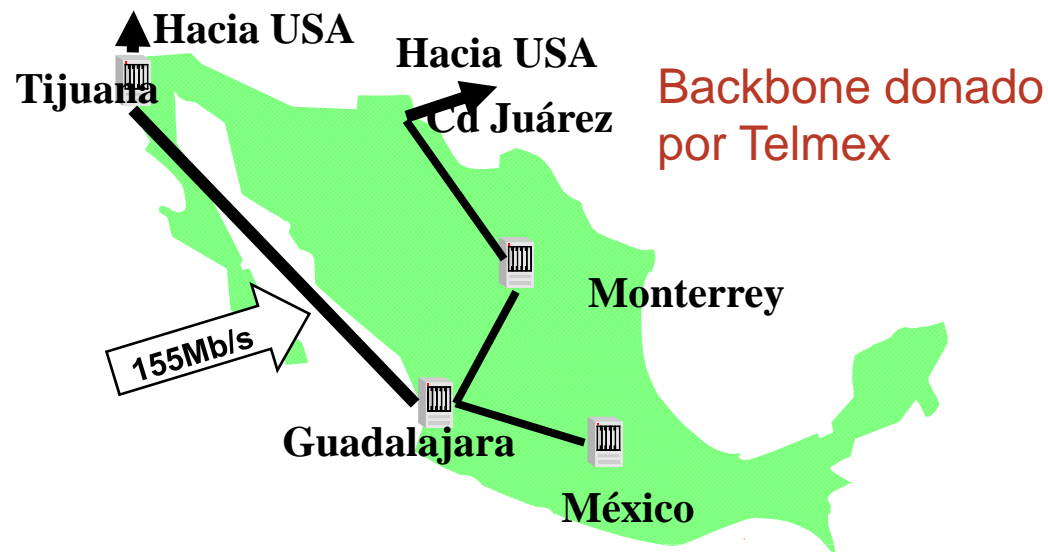 Hacia USA
Hacia USA
Tijuana
Cd Juárez
Backbone donado
por Telmex
Monterrey
155Mb/s
Guadalajara
México